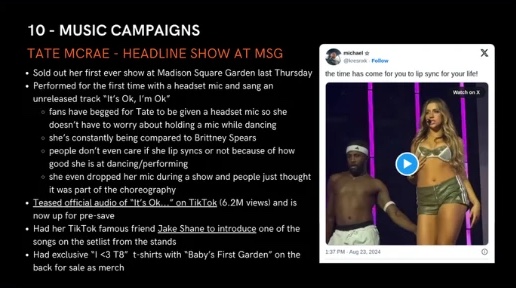 10 - MUSIC CAMPAIGNS
TATE MCRAE - HEADLINE SHOW AT MSG
• Sold out her first ever show at Madison Square Garden last Thursday
• Performed for the first time with a headset mic and sang an
unreleased track "It's Ok, I'm Ok"
○ fans have begged for Tate to be given a headset mic so she
doesn't have to worry about holding a mic while dancing
○ she's constantly being compared to Brittney Spears
○ people don't even care if she lip syncs or not because of how
good she is at dancing/performing
○ she even dropped her mic during a show and people just thought
it was part of the choreography
• Teased official audio of "It's Ok..." on TikTok (6.2M views) and is
now up for pre-save
• Had her TikTok famous friend Jake Shane to introduce one of the
songs on the setlist from the stands
• Had exclusive "I <3 T8" t-shirts with "Baby's First Garden" on the
back for sale as merch
michael
Follow
the time has come for you to lip sync for your life!
Watch on X
1:37 PM · Aug 23, 2024